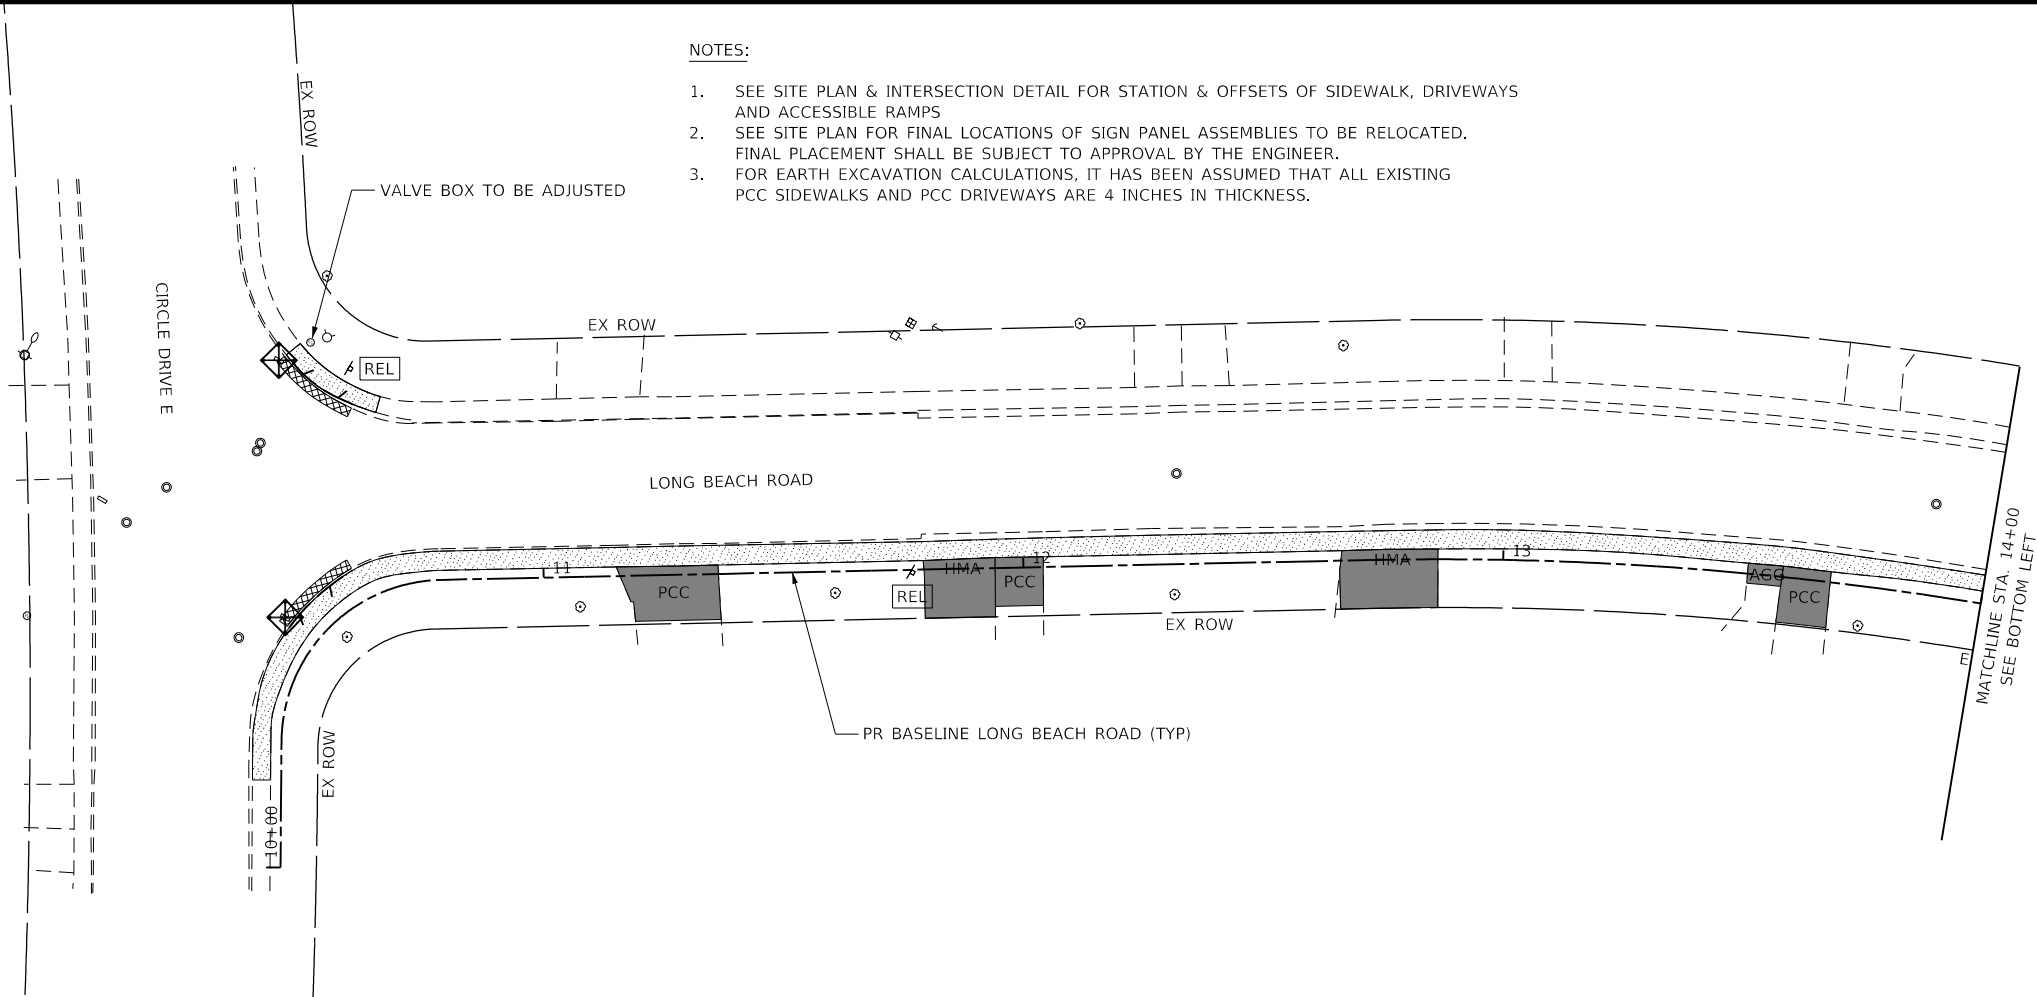 NOTES:
1. SEE SITE PLAN & INTERSECTION DETAIL FOR STATION & OFFSETS OF SIDEWALK, DRIVEWAYS
AND ACCESSIBLE RAMPS
2. SEE SITE PLAN FOR FINAL LOCATIONS OF SIGN PANEL ASSEMBLIES TO BE RELOCATED.
FINAL PLACEMENT SHALL BE SUBJECT TO APPROVAL BY THE ENGINEER.
3. FOR EARTH EXCAVATION CALCULATIONS, IT HAS BEEN ASSUMED THAT ALL EXISTING
PCC SIDEWALKS AND PCC DRIVEWAYS ARE 4 INCHES IN THICKNESS.
EX ROW
VALVE BOX TO BE ADJUSTED
CIRCLE DRIVE E
EX ROW
REL
LONG BEACH ROAD
11
PCC
HMA
REL
12
PCC
HMA
13
AGG
PCC
EX ROW
E
MATCHLINE STA. 14+00
SEE BOTTOM LEFT
PR BASELINE LONG BEACH ROAD (TYP)
EX ROW
10+00